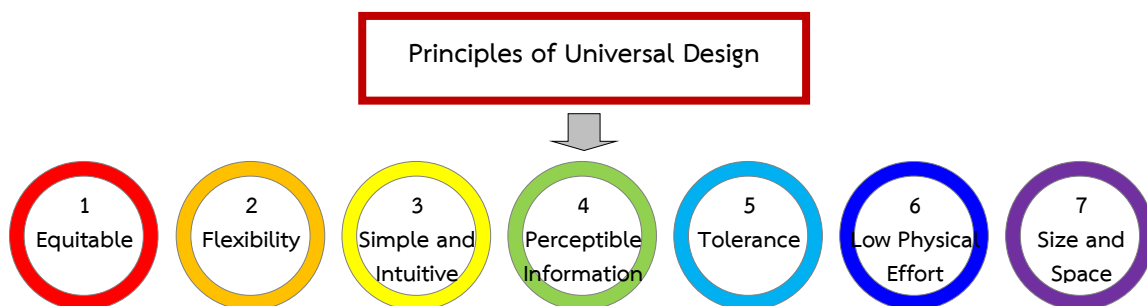 Principles of Universal Design
1
Equitable
2
Flexibility
3
Simple and
Intuitive
4
Perceptible
Information
5
Tolerance
6
Low Physical
Effort
7
Size and
Space